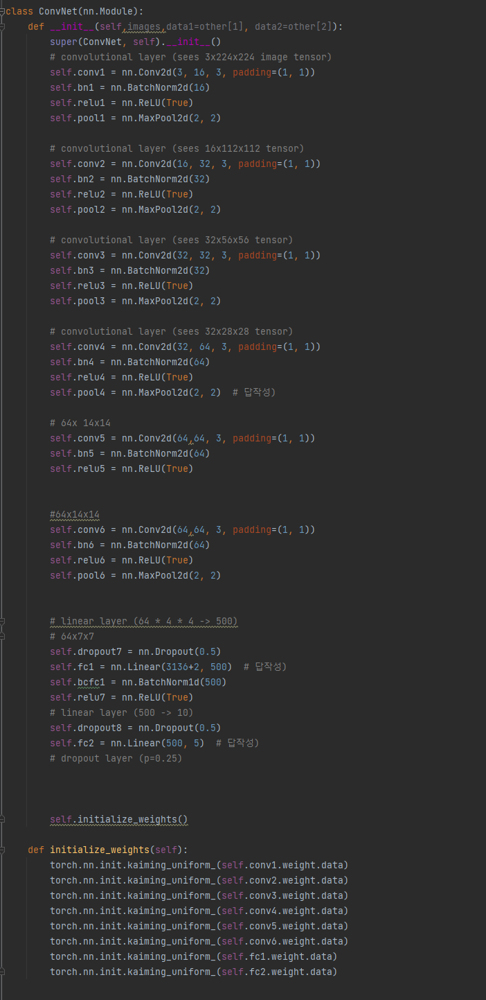 class ConvNet(nn.Module):
    def __init__(self,images,data1=other[1], data2=other[2]):
        super(ConvNet, self).__init__()
        # convolutional layer (sees 3x224x224 image tensor)
        self.conv1 = nn.Conv2d(3, 16, 3, padding=(1, 1))
        self.bn1 = nn.BatchNorm2d(16)
        self.relu1 = nn.ReLU(True)
        self.pool1 = nn.MaxPool2d(2, 2)

        # convolutional layer (sees 16x112x112 tensor)
        self.conv2 = nn.Conv2d(16, 32, 3, padding=(1, 1))
        self.bn2 = nn.BatchNorm2d(32)
        self.relu2 = nn.ReLU(True)
        self.pool2 = nn.MaxPool2d(2, 2)

        # convolutional layer (sees 32x56x56 tensor)
        self.conv3 = nn.Conv2d(32, 32, 3, padding=(1, 1))
        self.bn3 = nn.BatchNorm2d(32)
        self.relu3 = nn.ReLU(True)
        self.pool3 = nn.MaxPool2d(2, 2)

        # convolutional layer (sees 32x28x28 tensor)
        self.conv4 = nn.Conv2d(32, 64, 3, padding=(1, 1))
        self.bn4 = nn.BatchNorm2d(64)
        self.relu4 = nn.ReLU(True)
        self.pool4 = nn.MaxPool2d(2, 2)  # 답작성)

        # 64x 14x14
        self.conv5 = nn.Conv2d(64,64, 3, padding=(1, 1))
        self.bn5 = nn.BatchNorm2d(64)
        self.relu5 = nn.ReLU(True)

        #64x14x14
        self.conv6 = nn.Conv2d(64,64, 3, padding=(1, 1))
        self.bn6 = nn.BatchNorm2d(64)
        self.relu6 = nn.ReLU(True)
        self.pool6 = nn.MaxPool2d(2, 2)

        # linear layer (64 * 4 * 4 -> 500)
        # 64x7x7
        self.dropout7 = nn.Dropout(0.5)
        self.fc1 = nn.Linear(3136+2, 500)  # 답작성)
        self.bcfc1 = nn.BatchNorm1d(500)
        self.relu7 = nn.ReLU(True)
        # linear layer (500 -> 10)
        self.dropout8 = nn.Dropout(0.5)
        self.fc2 = nn.Linear(500, 5)  # 답작성)
        # dropout layer (p=0.25)

        self.initialize_weights()

    def initialize_weights(self):
        torch.nn.init.kaiming_uniform_(self.conv1.weight.data)
        torch.nn.init.kaiming_uniform_(self.conv2.weight.data)
        torch.nn.init.kaiming_uniform_(self.conv3.weight.data)
        torch.nn.init.kaiming_uniform_(self.conv4.weight.data)
        torch.nn.init.kaiming_uniform_(self.conv5.weight.data)
        torch.nn.init.kaiming_uniform_(self.conv6.weight.data)
        torch.nn.init.kaiming_uniform_(self.fc1.weight.data)
        torch.nn.init.kaiming_uniform_(self.fc2.weight.data)